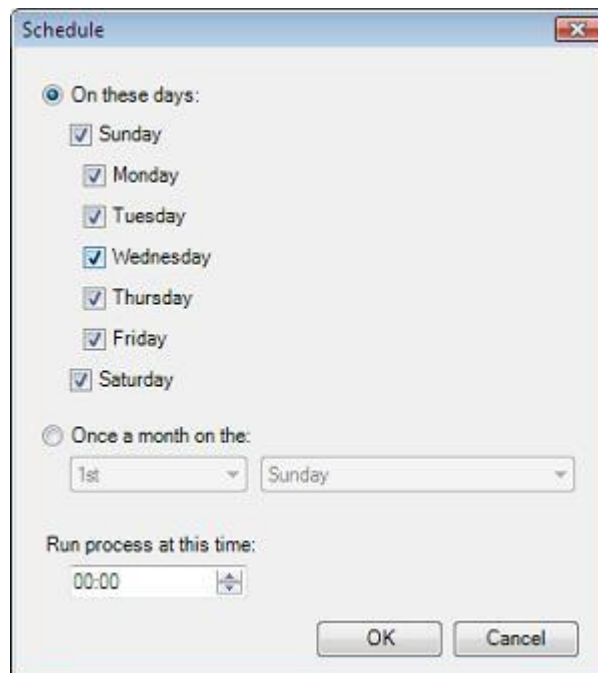 Schedule
On these days:
Sunday
Monday
Tuesday
Wednesday
Thursday
Friday
Saturday
Once a month on the:
1st Sunday
Run process at this time:
00:00
OK Cancel